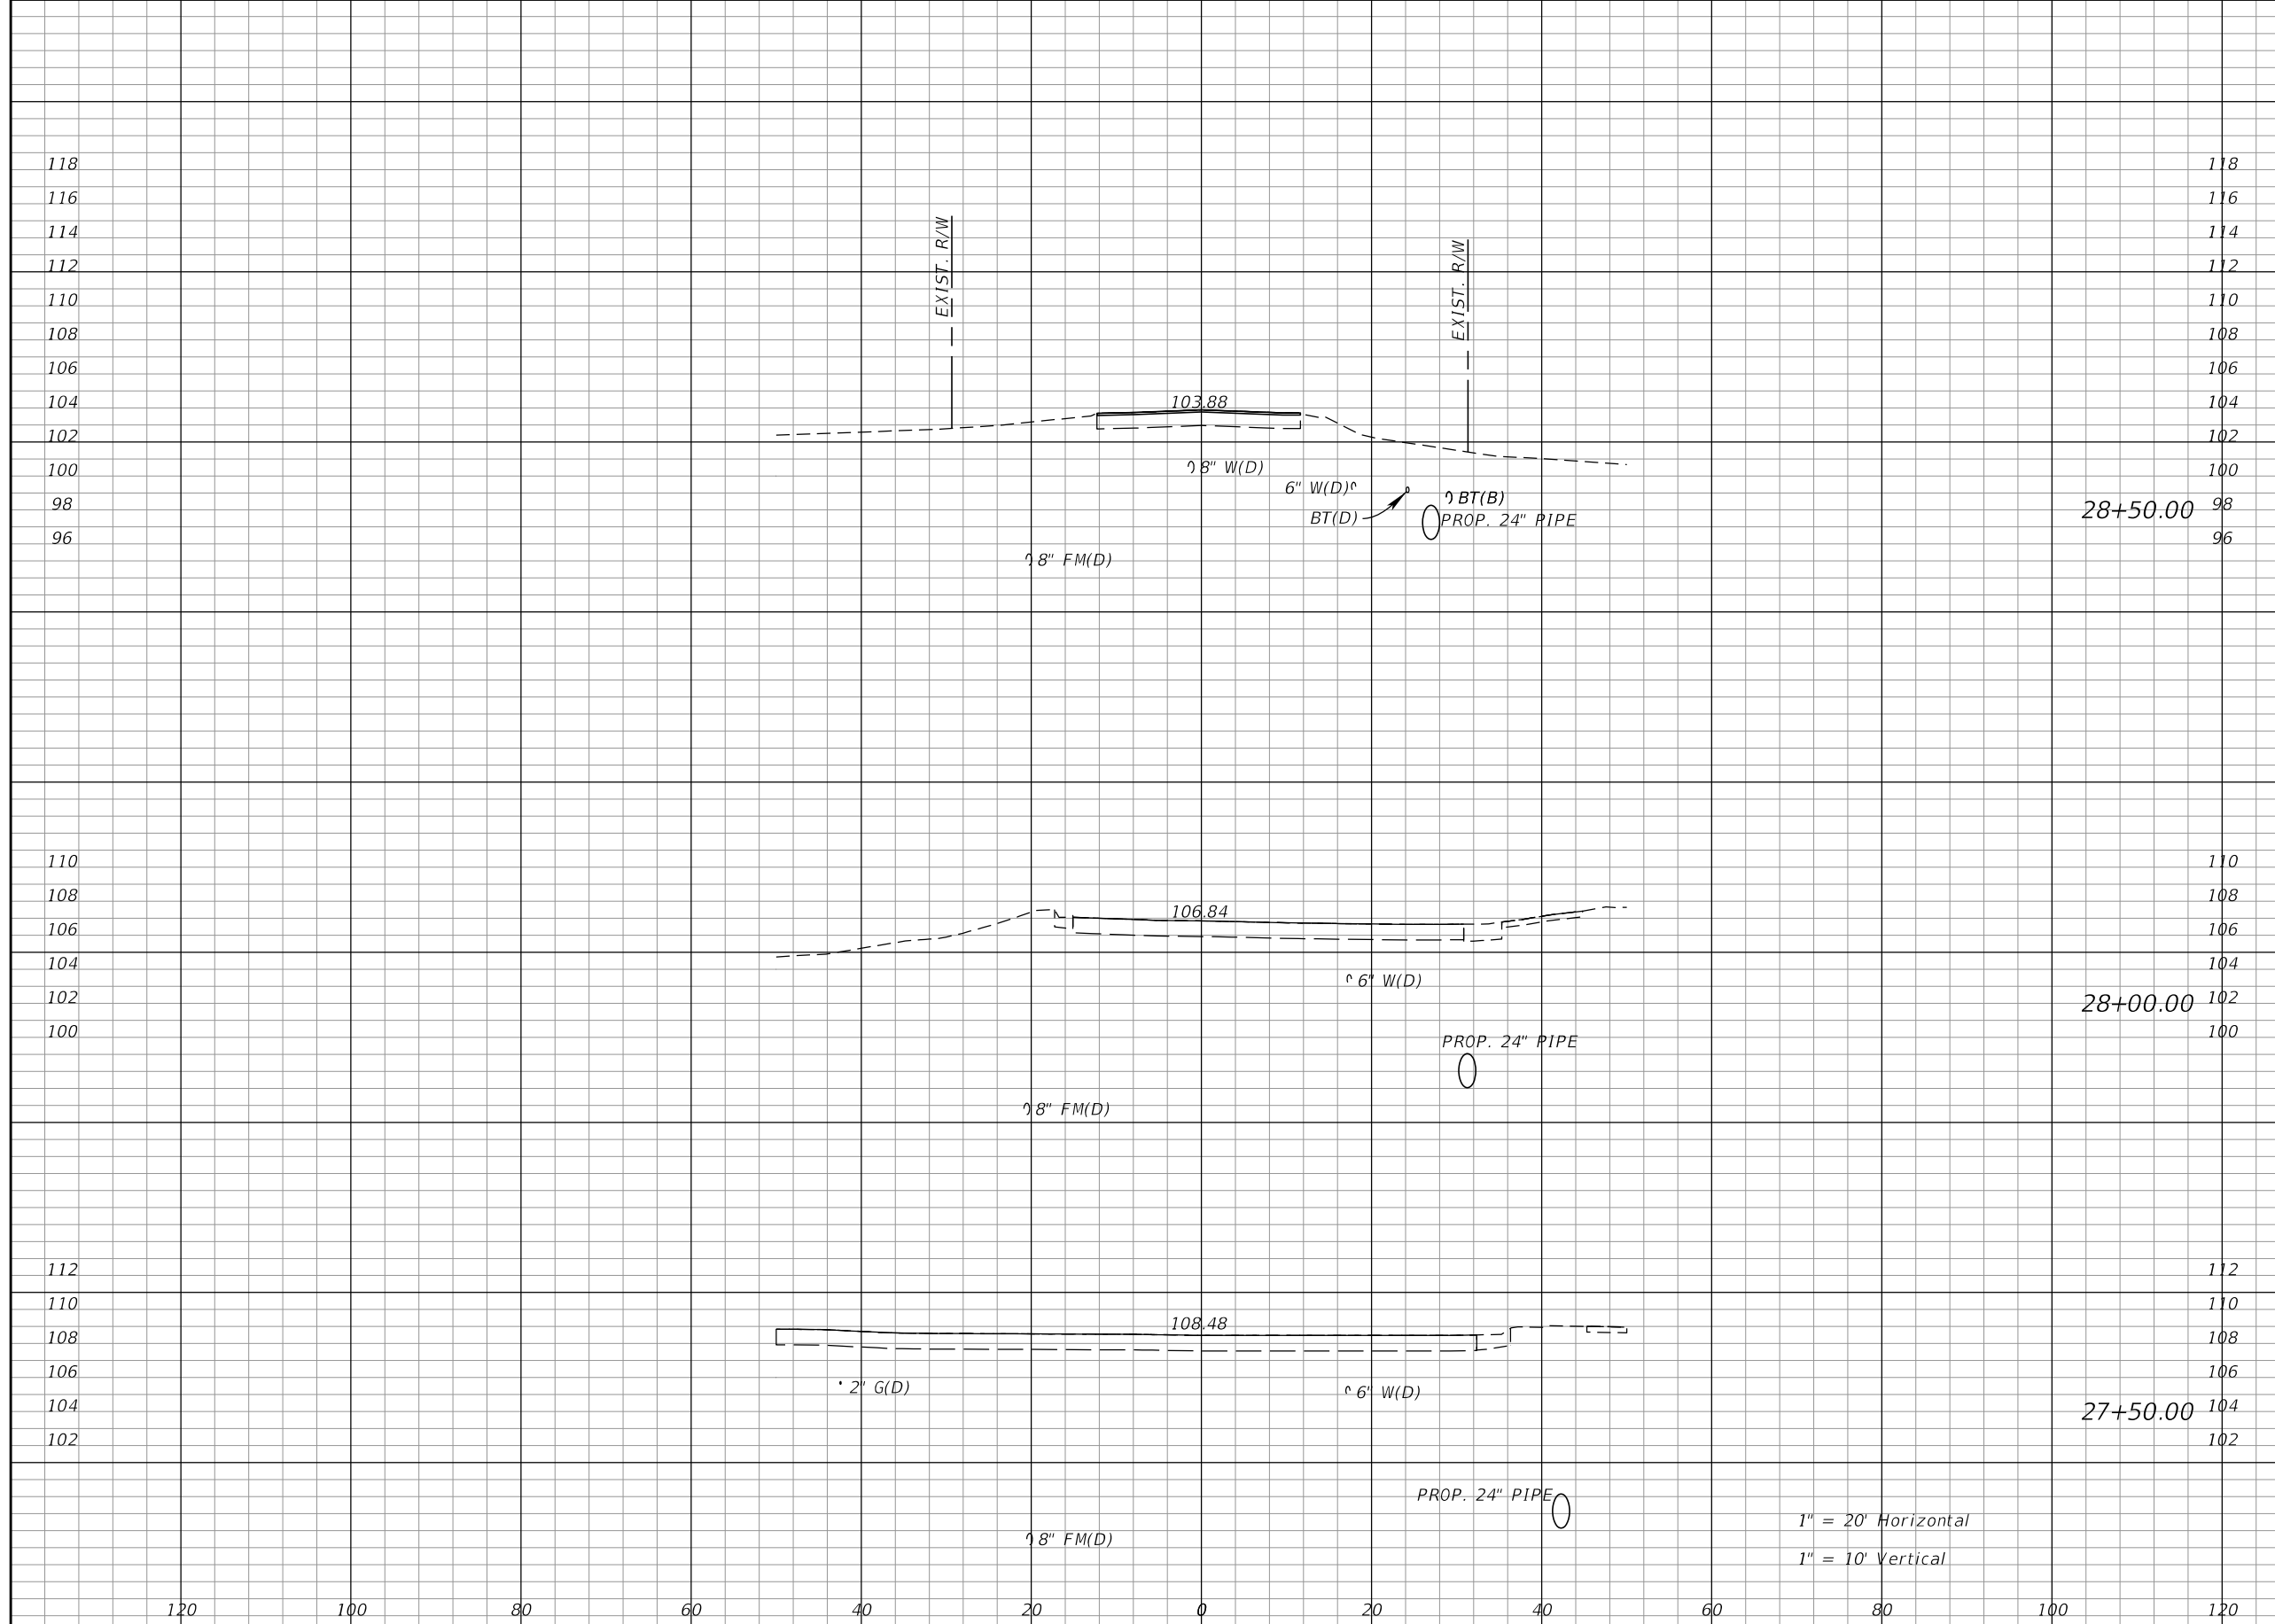 118 118
116 116
EXIST. R/W
114 114
EXIST. R/W
112 112
110 110
108 108
106 106
104 103.88 104
102 102
100 8" W(D) 100
6" W(D) BT(B)
98 28+50.00 98
BT(D) PROP. 24" PIPE
96 96
8" FM(D)
110 110
108 108
106.84
106 106
104 104
6" W(D)
102 28+00.00 102
100 100
PROP. 24" PIPE
8" FM(D)
112 112
110 110
108.48
108 108
106 106
2" G(D) 6" W(D)
104 27+50.00 104
102 102
PROP. 24" PIPE
1" = 20' Horizontal
8" FM(D)
1" = 10' Vertical
120 100 80 60 40 20 0 20 40 60 80 100 120